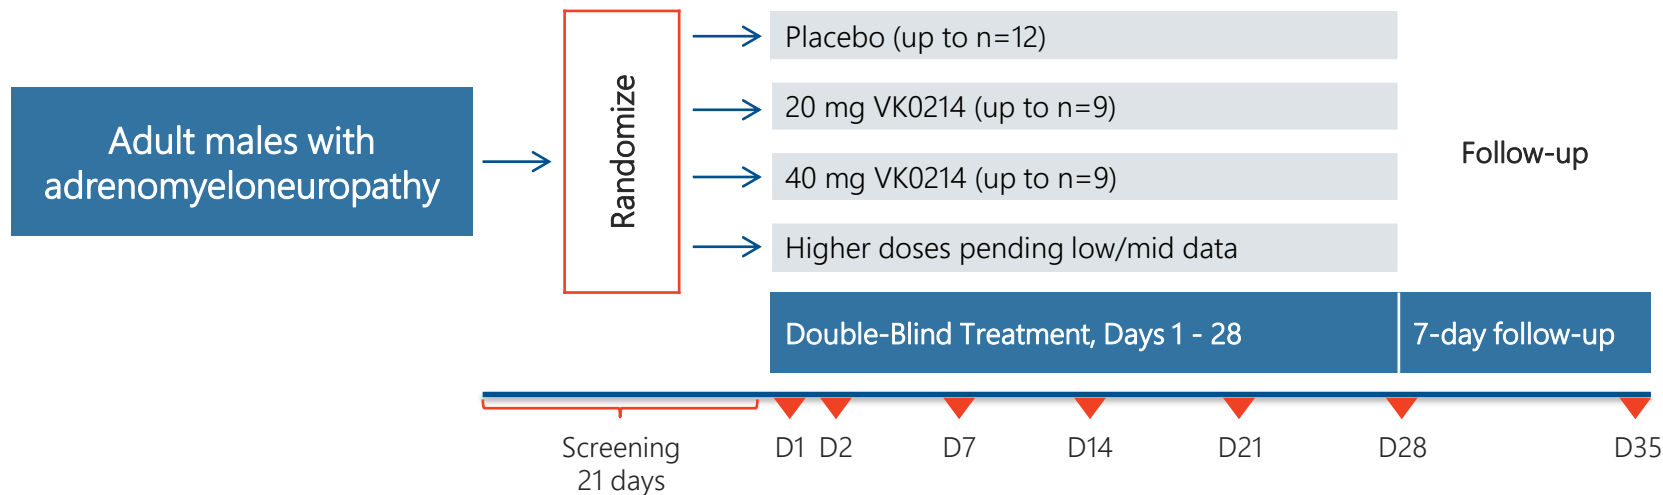 Adult males with
adrenomyeloneuropathy
Randomize
Placebo (up to n=12)
20 mg VK0214 (up to n=9)
40 mg VK0214 (up to n=9)
Higher doses pending low/mid data
Follow-up
Double-Blind Treatment, Days 1 - 28
7-day follow-up
Screening
21 days
D1 D2 D7 D14 D21 D28 D35